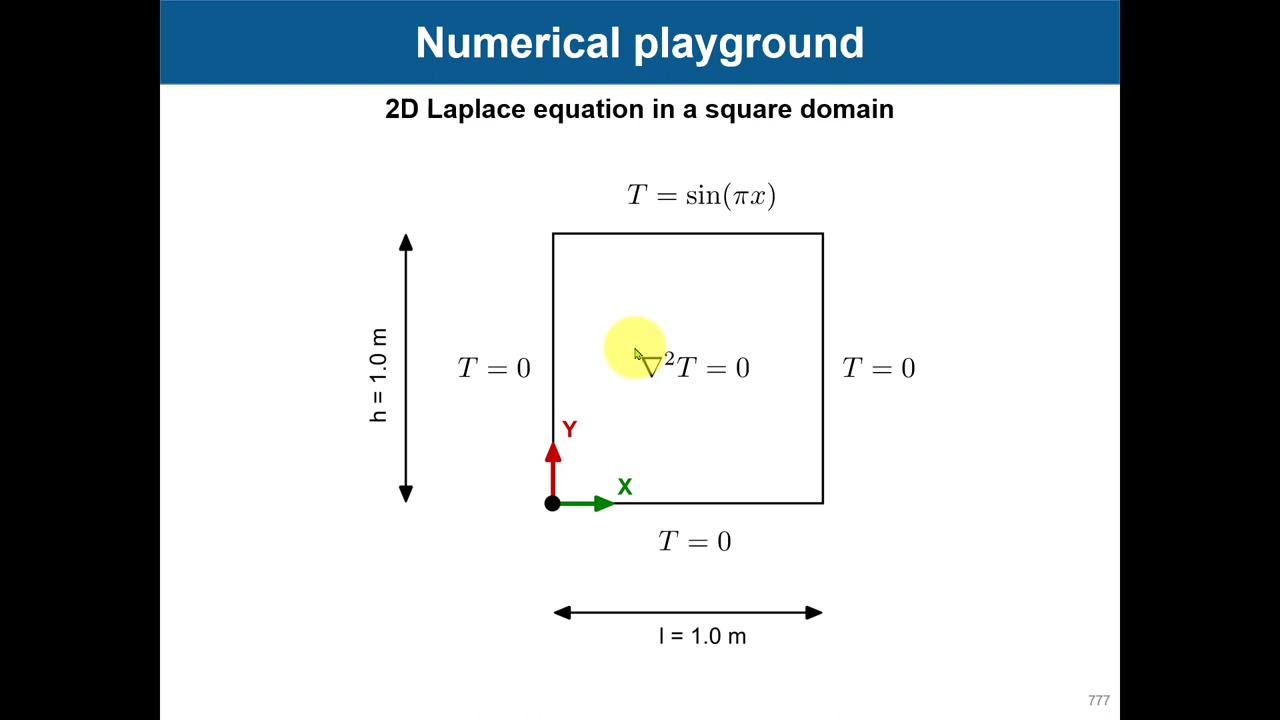 Numerical playground
2D Laplace equation in a square domain
T = sin(πx)
h = 1.0 m
T = 0
∇²T = 0
T = 0
Y
X
T = 0
l = 1.0 m
777